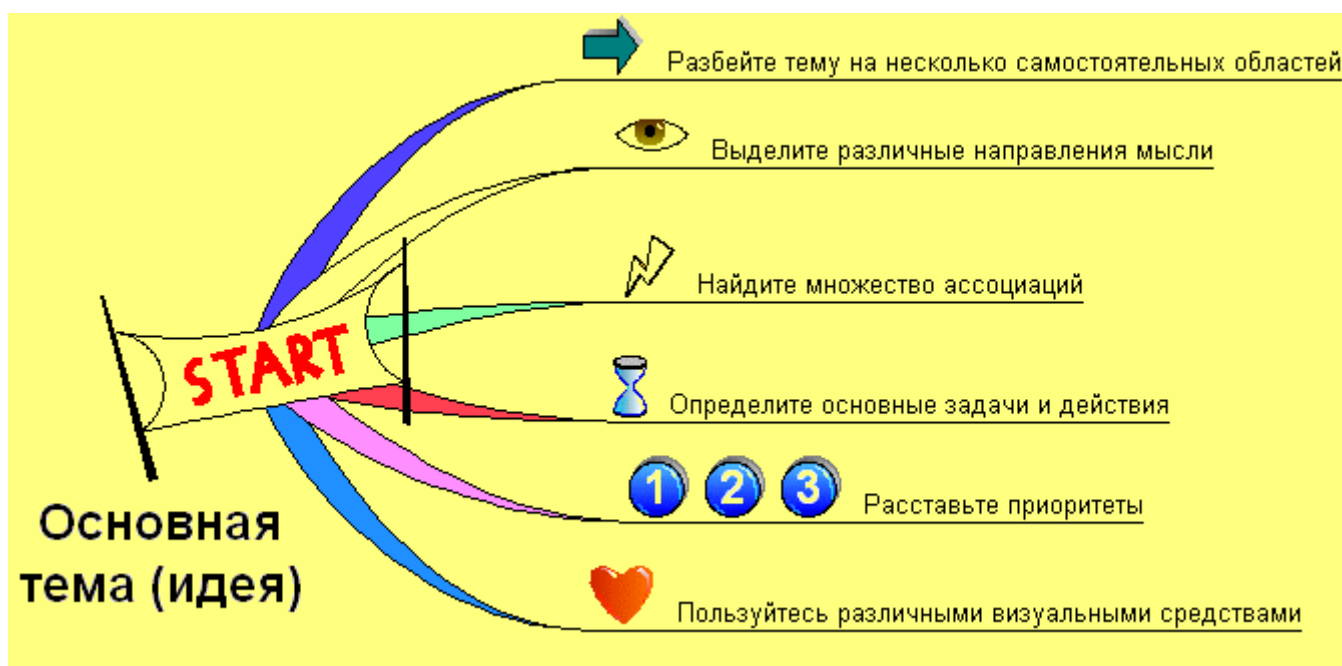 Разбейте тему на несколько самостоятельных областей
Выделите различные направления мысли
Найдите множество ассоциаций
START
Определите основные задачи и действия
1 2 3 Расставьте приоритеты
Основная
тема (идея)
Пользуйтесь различными визуальными средствами